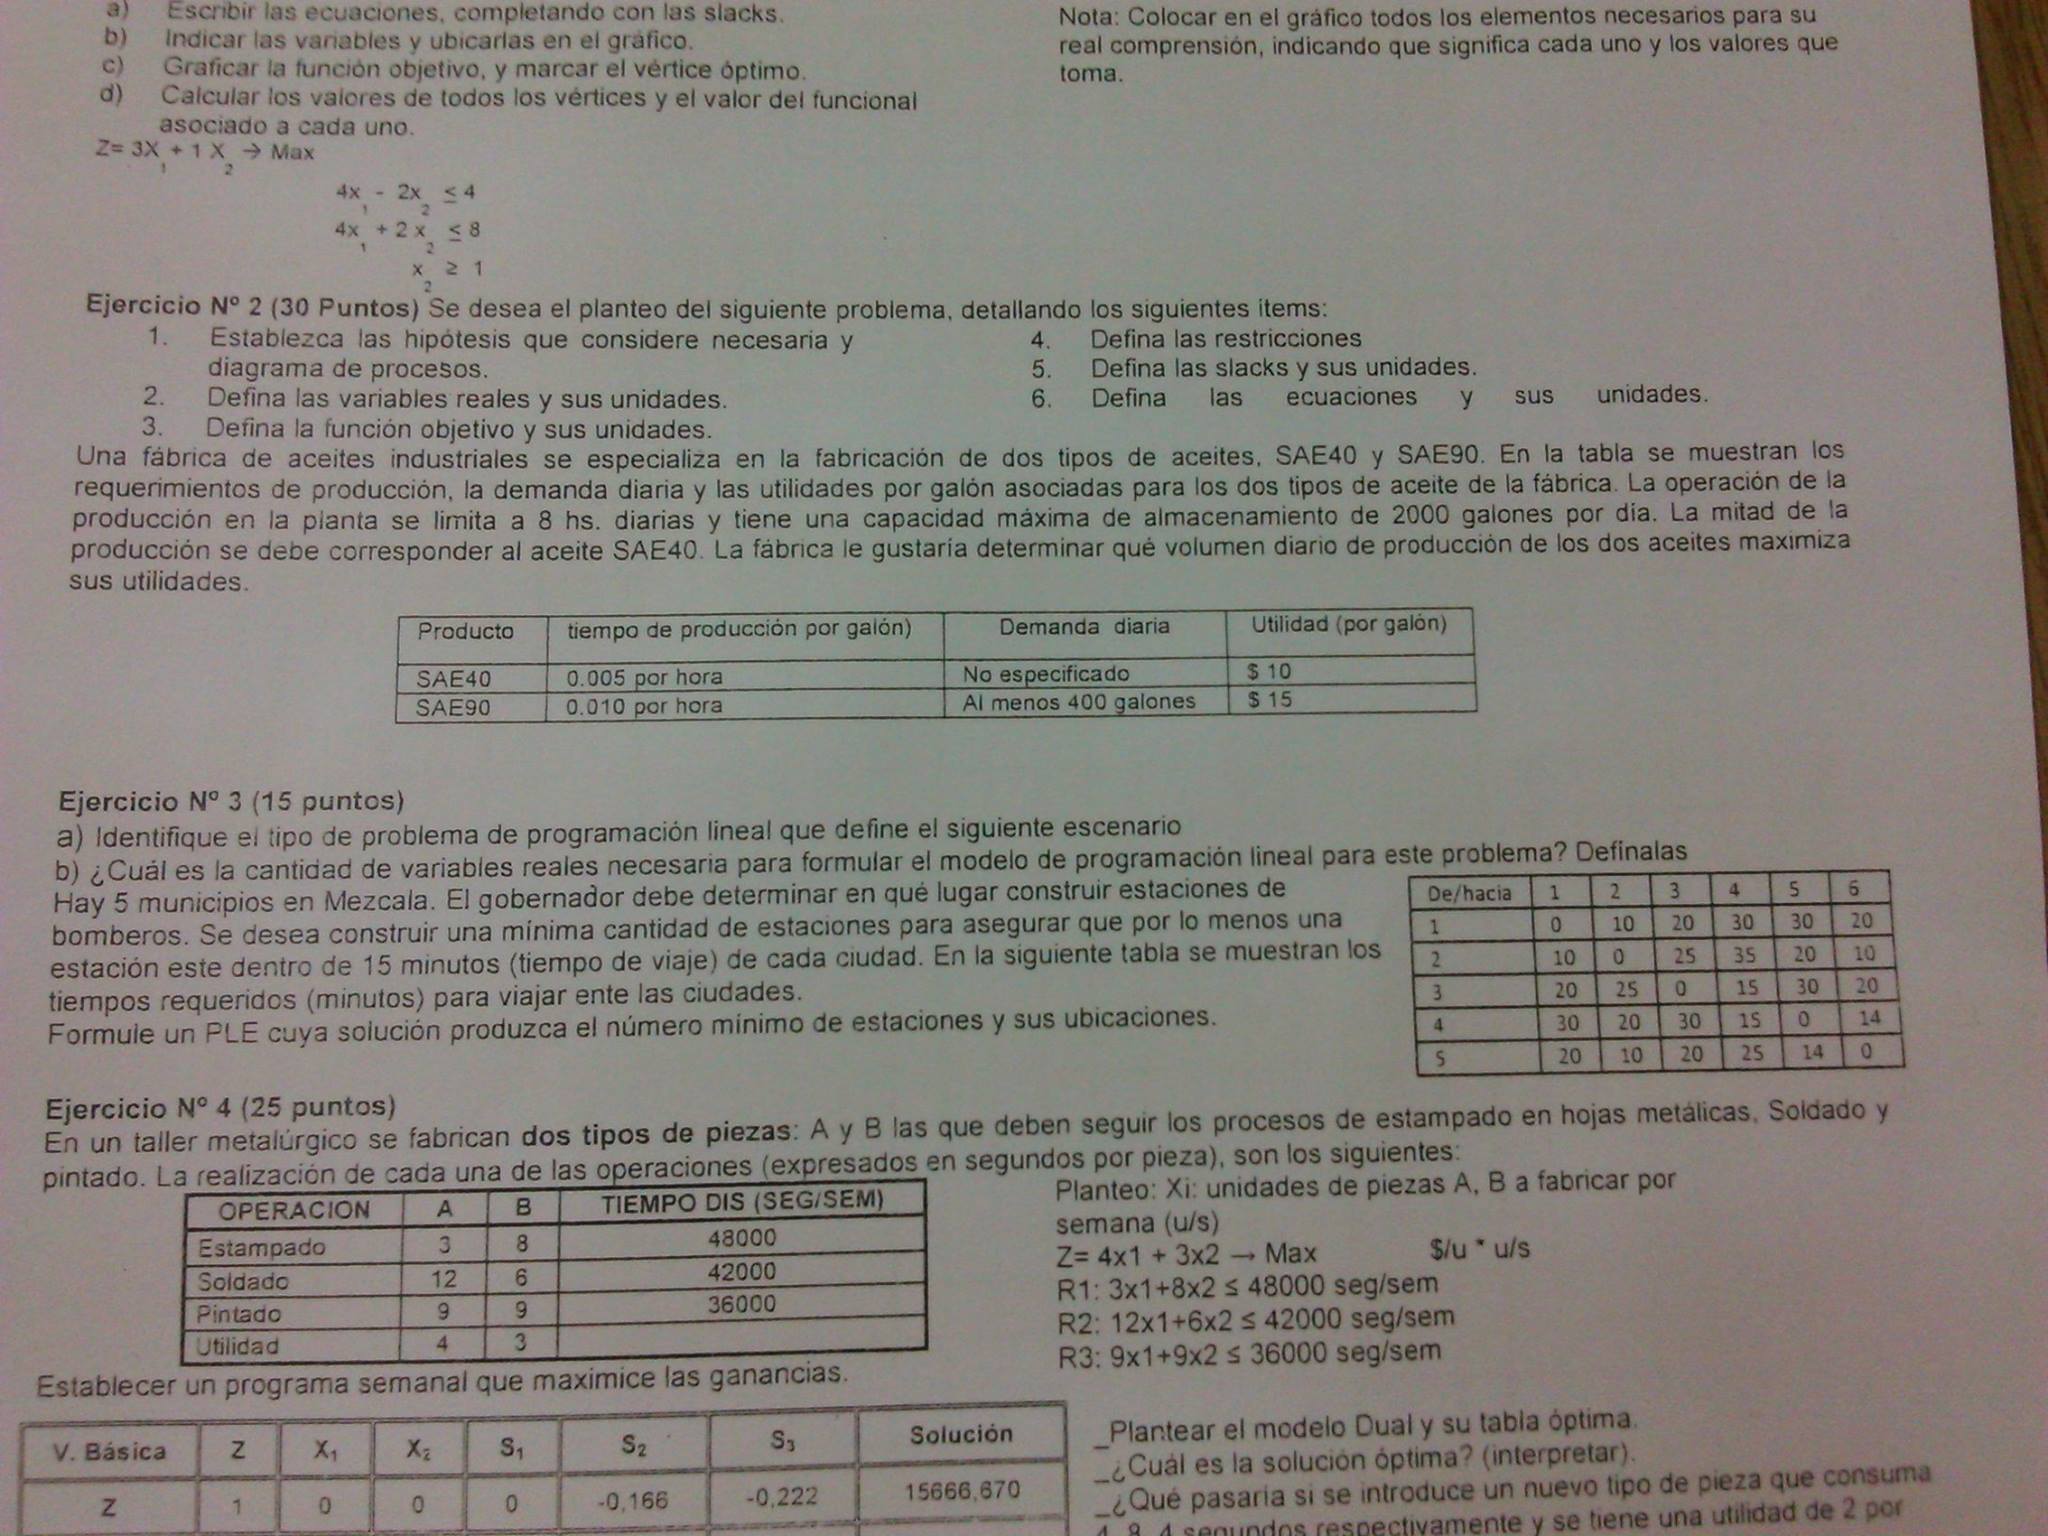 a) Escribir las ecuaciones, completando con las slacks.
b) Indicar las variables y ubicarlas en el gráfico.
c) Graficar la función objetivo, y marcar el vértice óptimo.
d) Calcular los valores de todos los vértices y el valor del funcional
asociado a cada uno.
Nota: Colocar en el gráfico todos los elementos necesarios para su
real comprensión, indicando que significa cada uno y los valores que
toma.
Z= 3X1 + 1 X2 → Max
4x1 - 2x2 ≤ 4
4x1 + 2 x2 ≤ 8
x2 ≥ 1
Ejercicio Nº 2 (30 Puntos) Se desea el planteo del siguiente problema, detallando los siguientes items:
1. Establezca las hipótesis que considere necesaria y
diagrama de procesos.
2. Defina las variables reales y sus unidades.
3. Defina la función objetivo y sus unidades.
4. Defina las restricciones
5. Defina las slacks y sus unidades.
6. Defina las ecuaciones y sus unidades.
Una fábrica de aceites industriales se especializa en la fabricación de dos tipos de aceites, SAE40 y SAE90. En la tabla se muestran los
requerimientos de producción, la demanda diaria y las utilidades por galón asociadas para los dos tipos de aceite de la fábrica. La operación de la
producción en la planta se limita a 8 hs. diarias y tiene una capacidad máxima de almacenamiento de 2000 galones por día. La mitad de la
producción se debe corresponder al aceite SAE40. La fábrica le gustaría determinar qué volumen diario de producción de los dos aceites maximiza
sus utilidades.
Producto tiempo de producción por galón) Demanda diaria Utilidad (por galón)
SAE40 0.005 por hora No especificado $ 10
SAE90 0.010 por hora Al menos 400 galones $ 15
Ejercicio Nº 3 (15 puntos)
a) Identifique el tipo de problema de programación lineal que define el siguiente escenario
b) ¿Cuál es la cantidad de variables reales necesaria para formular el modelo de programación lineal para este problema? Definalas
Hay 5 municipios en Mezcala. El gobernador debe determinar en qué lugar construir estaciones de
bomberos. Se desea construir una mínima cantidad de estaciones para asegurar que por lo menos una
estación este dentro de 15 minutos (tiempo de viaje) de cada ciudad. En la siguiente tabla se muestran los
tiempos requeridos (minutos) para viajar ente las ciudades.
Formule un PLE cuya solución produzca el número mínimo de estaciones y sus ubicaciones.
De/hacia 1 2 3 4 5 6
1 0 10 20 30 30 20
2 10 0 25 35 20 10
3 20 25 0 15 30 20
4 30 20 30 15 0 14
5 20 10 20 25 14 0
Ejercicio Nº 4 (25 puntos)
En un taller metalúrgico se fabrican dos tipos de piezas: A y B las que deben seguir los procesos de estampado en hojas metálicas, Soldado y
pintado. La realización de cada una de las operaciones (expresados en segundos por pieza), son los siguientes:
OPERACION A B TIEMPO DIS (SEG/SEM)
Estampado 3 8 48000
Soldado 12 6 42000
Pintado 9 9 36000
Utilidad 4 3
Establecer un programa semanal que maximice las ganancias.
Planteo: Xi: unidades de piezas A, B a fabricar por
semana (u/s)
Z= 4x1 + 3x2 → Max $/u * u/s
R1: 3x1+8x2 ≤ 48000 seg/sem
R2: 12x1+6x2 ≤ 42000 seg/sem
R3: 9x1+9x2 ≤ 36000 seg/sem
V. Básica Z X1 X2 S1 S2 S3 Solución
Z 1 0 0 0 -0,166 -0,222 15666,670
_Plantear el modelo Dual y su tabla óptima.
_¿Cuál es la solución óptima? (interpretar).
_¿Qué pasaría si se introduce un nuevo tipo de pieza que consuma
4, 8, 4 segundos respectivamente y se tiene una utilidad de 2 por